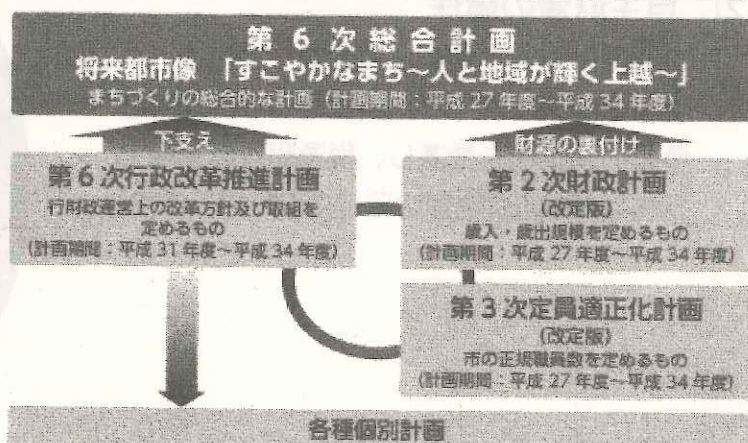 第６次総合計画
将来都市像 「すこやかなまち～人と地域が輝く上越～」
まちづくりの総合的な計画（計画期間：平成 27 年度～平成 34 年度）
下支え
財源の裏付け
第６次行政改革推進計画
行財政運営上の改革方針及び取組を
定めるもの
（計画期間：平成 31 年度～平成 34 年度）
第２次財政計画
（改定版）
歳入・歳出規模を定めるもの
（計画期間：平成 27 年度～平成 34 年度）
第３次定員適正化計画
（改定版）
市の正規職員数を定めるもの
（計画期間：平成 27 年度～平成 34 年度）
各種個別計画